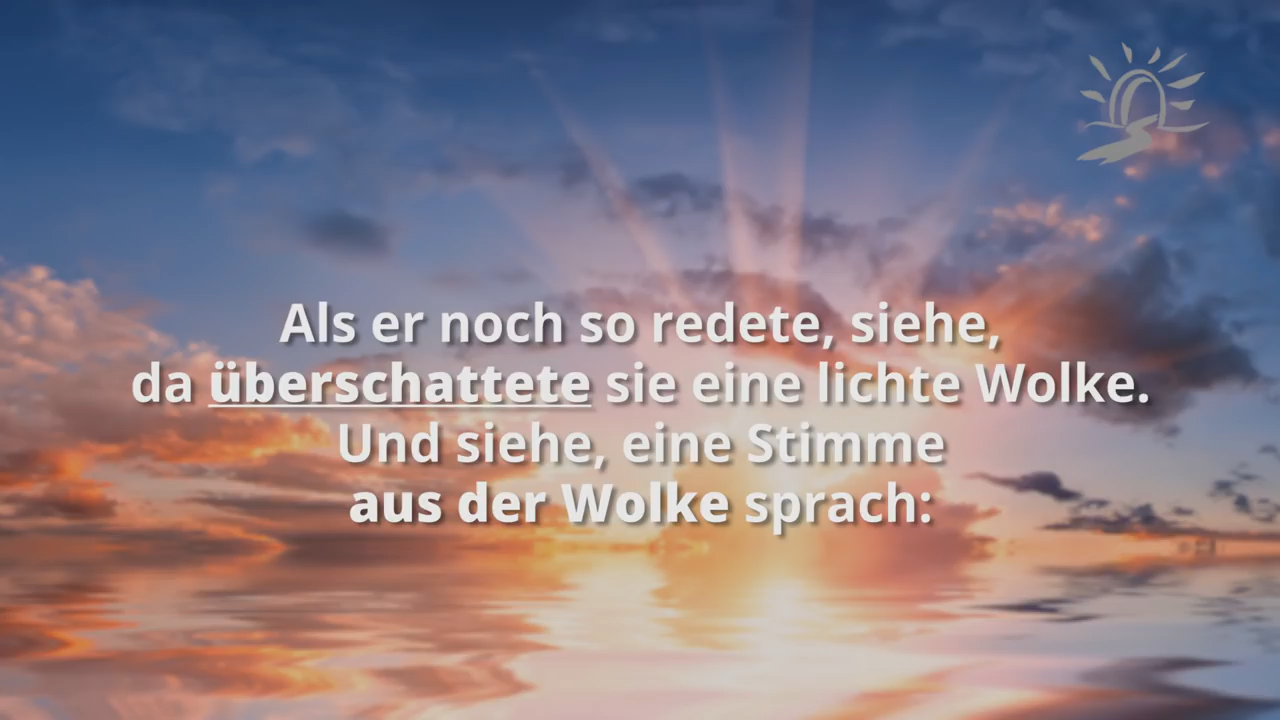 Als er noch so redete, siehe,
da überschattete sie eine lichte Wolke.
Und siehe, eine Stimme
aus der Wolke sprach: